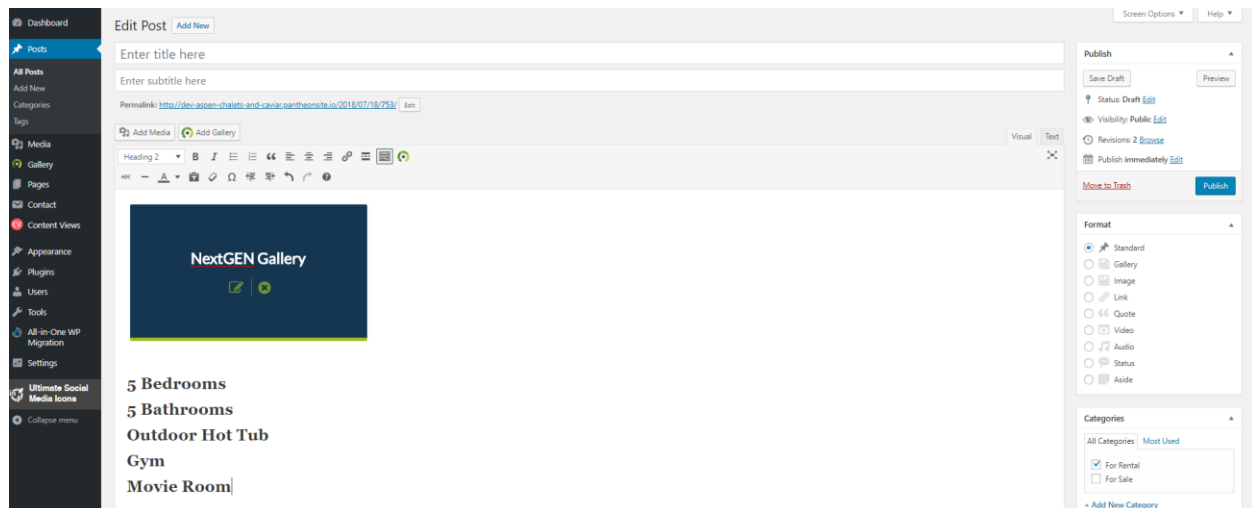 Dashboard
Posts
All Posts
Add New
Categories
Tags
Media
Gallery
Pages
Contact
Content Views
Appearance
Plugins
Users
Tools
All-in-One WP
Migration
Settings
Ultimate Social
Media Icons
Collapse menu
Screen Options Help
Edit Post Add New
Enter title here
Enter subtitle here
Permalink: http://dev-aspen-chalets-and-caviar.pantheonsite.io/2018/07/18/753/ Edit
Add Media Add Gallery
Visual Text
Heading 2
NextGEN Gallery
5 Bedrooms
5 Bathrooms
Outdoor Hot Tub
Gym
Movie Room
Publish
Save Draft Preview
Status: Draft Edit
Visibility: Public Edit
Revisions: 2 Browse
Publish immediately Edit
Move to Trash Publish
Format
Standard
Gallery
Image
Link
Quote
Video
Audio
Status
Aside
Categories
All Categories Most Used
For Rental
For Sale
+ Add New Category